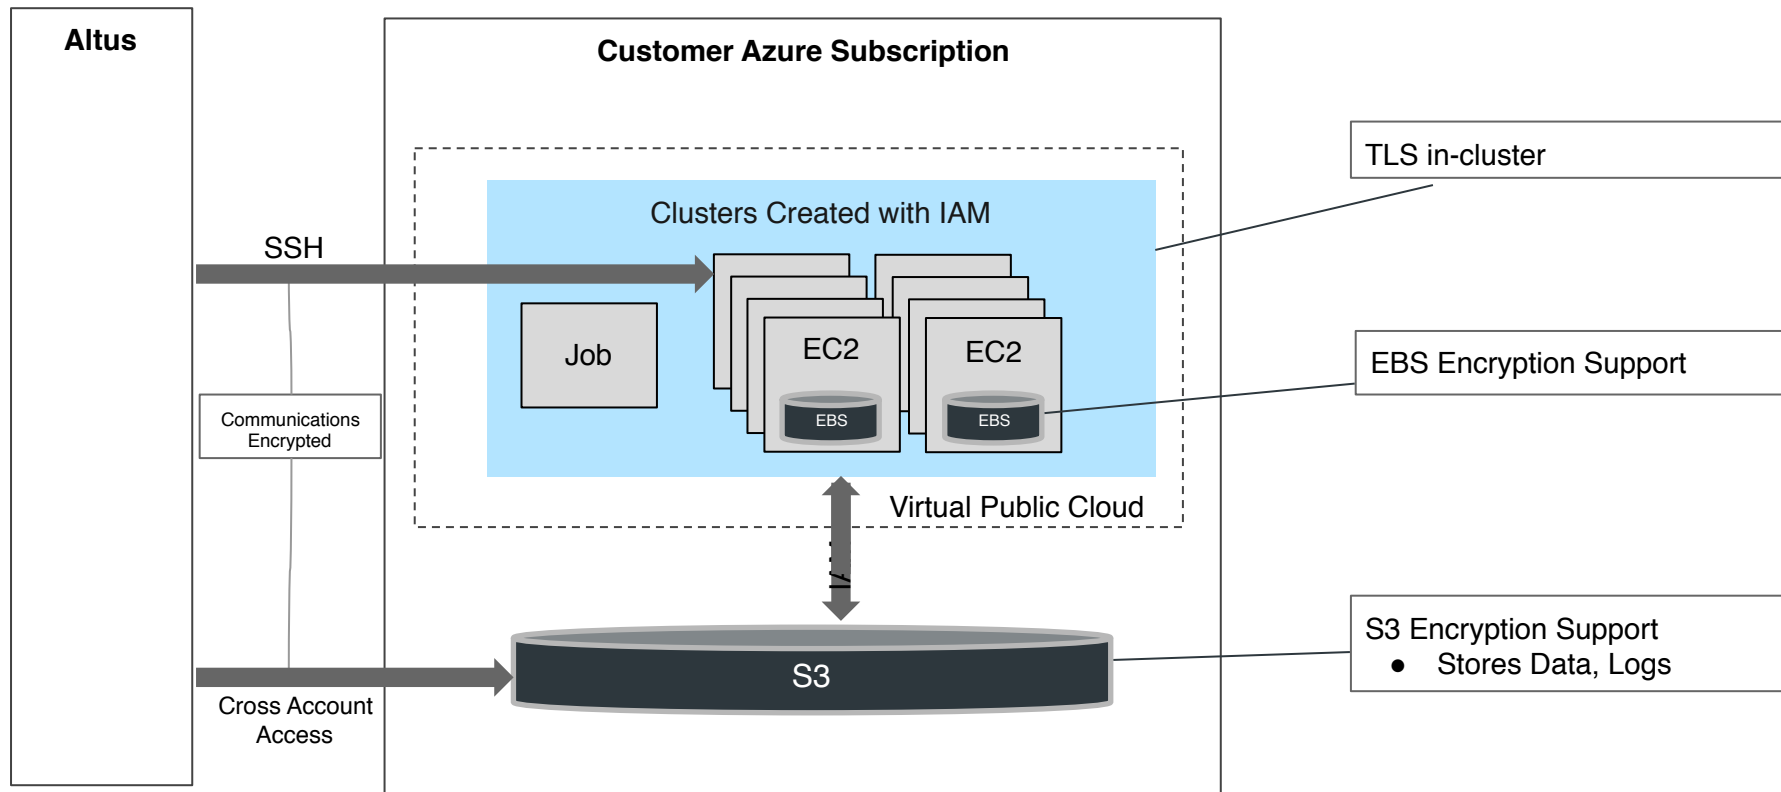 Altus
Customer Azure Subscription
TLS in-cluster
Clusters Created with IAM
SSH
Job
EC2
EC2
EBS
EBS
EBS Encryption Support
Communications
Encrypted
Virtual Public Cloud
S3 Encryption Support
● Stores Data, Logs
S3
Cross Account
Access